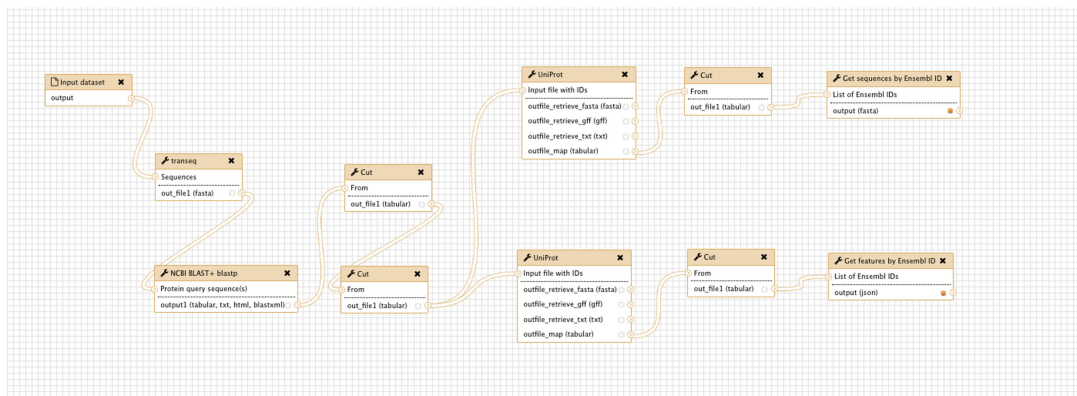 Input dataset
output
transeq
Sequences
out_file1 (fasta)
NCBI BLAST+ blastp
Protein query sequence(s)
output1 (tabular, txt, html, blastxml)
Cut
From
out_file1 (tabular)
Cut
From
out_file1 (tabular)
UniProt
Input file with IDs
outfile_retrieve_fasta (fasta)
outfile_retrieve_gff (gff)
outfile_retrieve_txt (txt)
outfile_map (tabular)
Cut
From
out_file1 (tabular)
Get sequences by Ensembl ID
List of Ensembl IDs
output (fasta)
UniProt
Input file with IDs
outfile_retrieve_fasta (fasta)
outfile_retrieve_gff (gff)
outfile_retrieve_txt (txt)
outfile_map (tabular)
Cut
From
out_file1 (tabular)
Get features by Ensembl ID
List of Ensembl IDs
output (json)